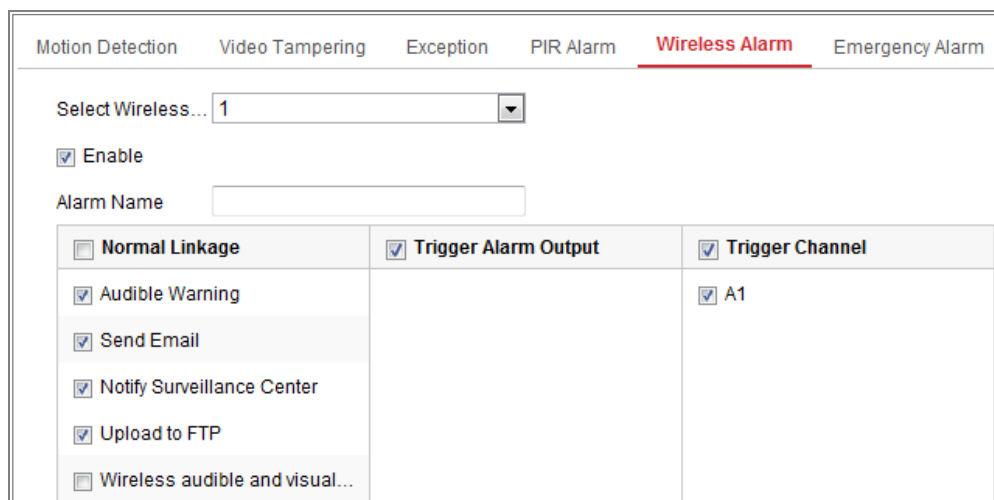 Motion Detection Video Tampering Exception PIR Alarm Wireless Alarm Emergency Alarm
Select Wireless... 1
Enable
Alarm Name
Normal Linkage Trigger Alarm Output Trigger Channel
Audible Warning A1
Send Email
Notify Surveillance Center
Upload to FTP
Wireless audible and visual...